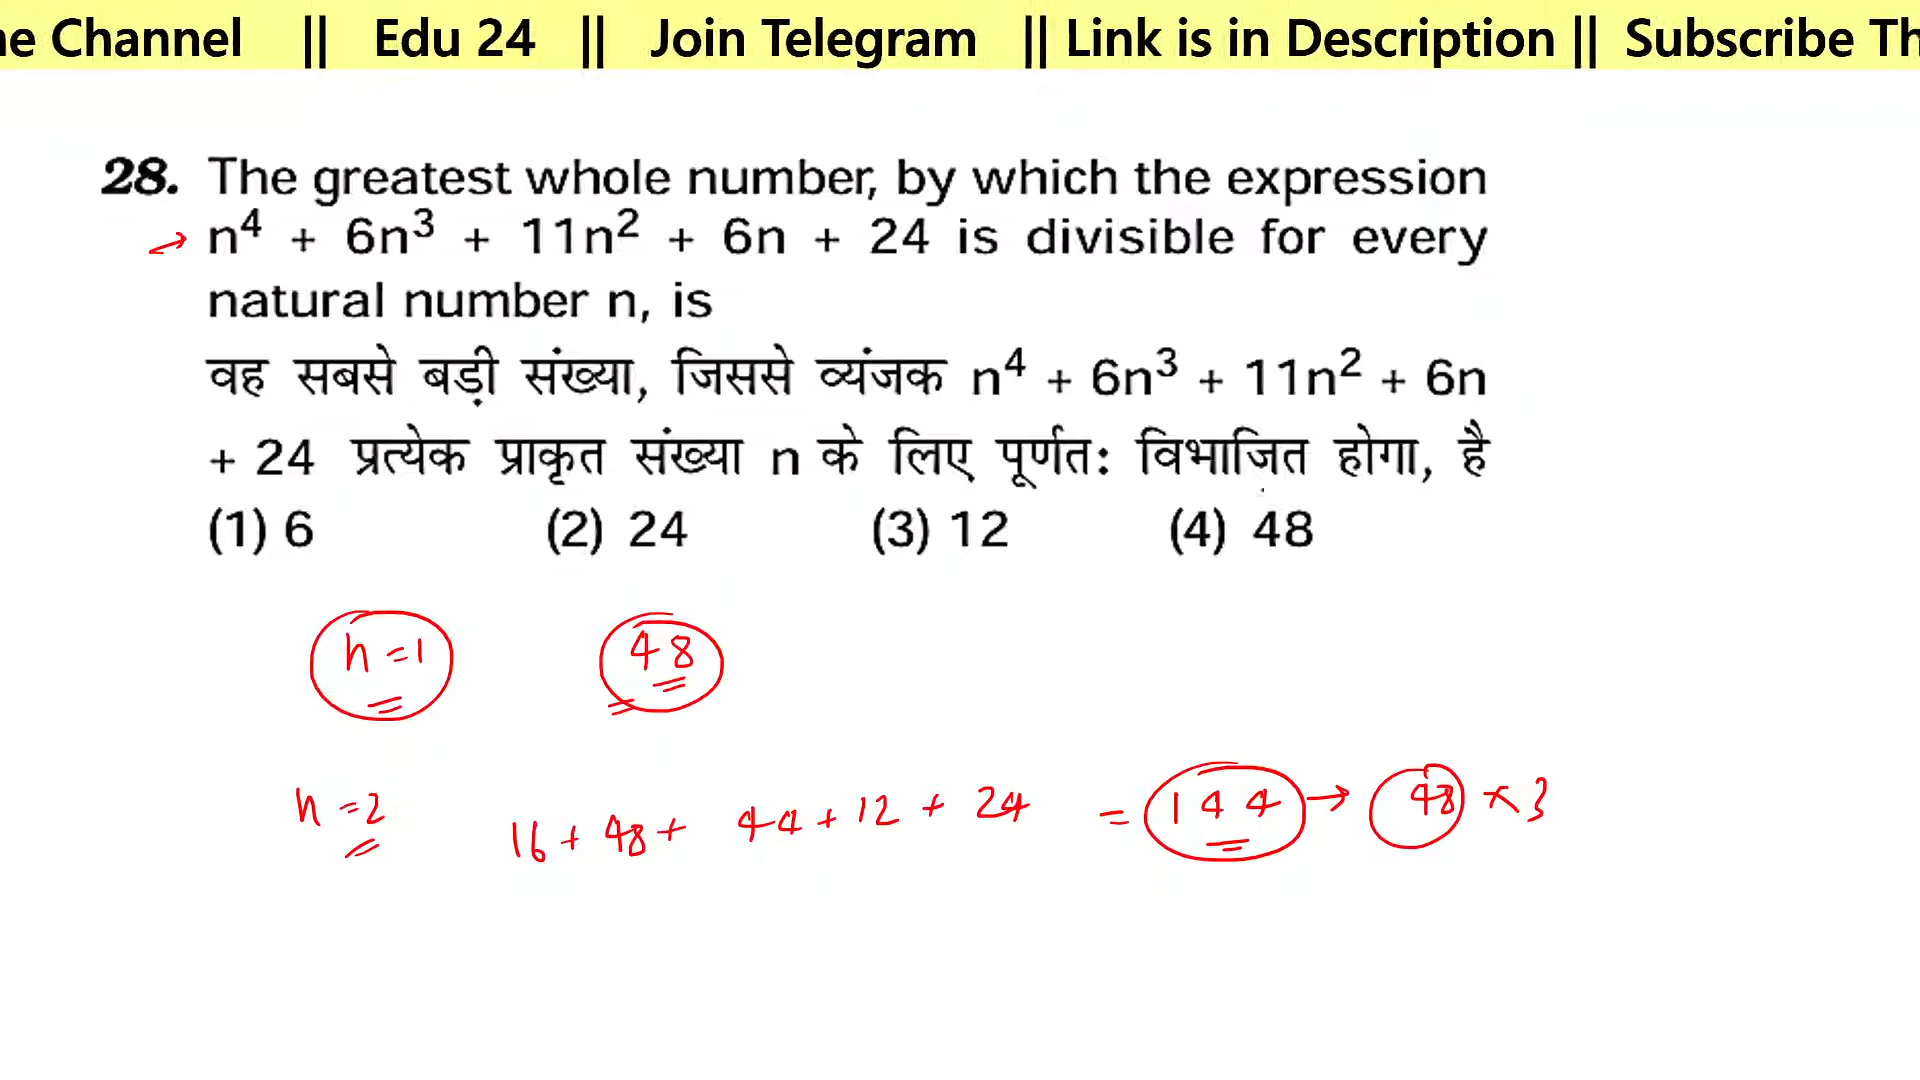 ne Channel || Edu 24 || Join Telegram || Link is in Description || Subscribe Th
28. The greatest whole number, by which the expression
→ n⁴ + 6n³ + 11n² + 6n + 24 is divisible for every
natural number n, is
वह सबसे बड़ी संख्या, जिससे व्यंजक n⁴ + 6n³ + 11n² + 6n
+ 24 प्रत्येक प्राकृत संख्या n के लिए पूर्णत: विभाजित होगा, है
(1) 6 (2) 24 (3) 12 (4) 48
n=1 48
n=2 16 + 48 + 44 + 12 + 24 = 144 → 48 × 3